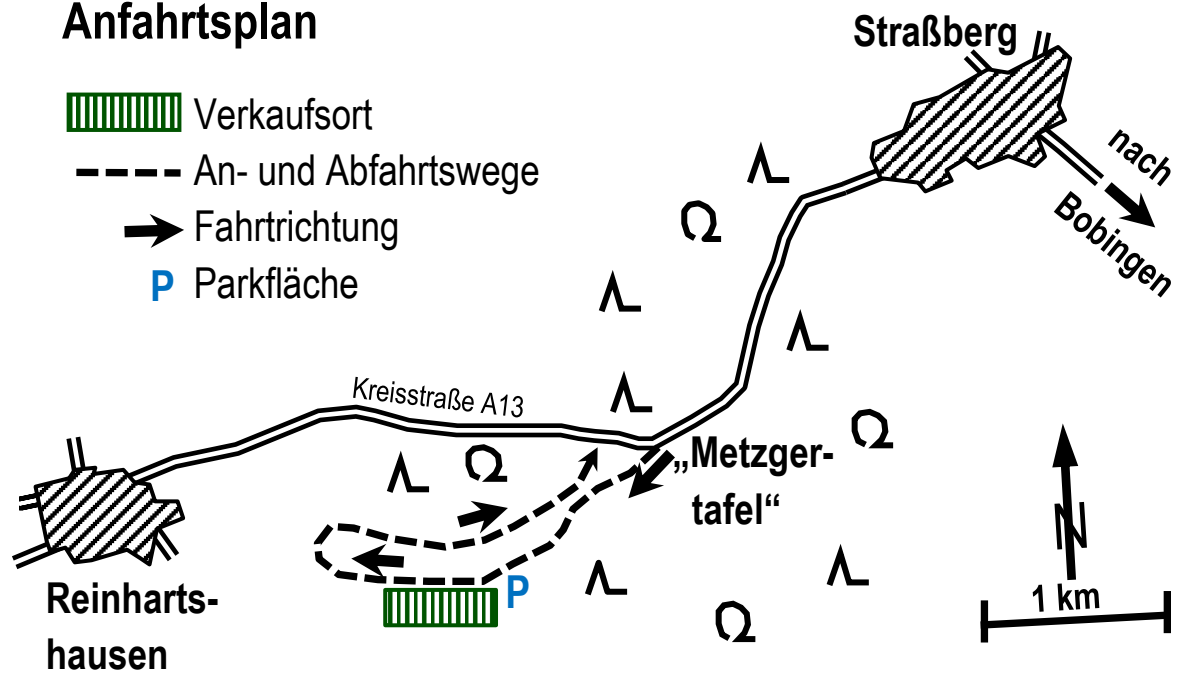 Anfahrtsplan
Verkaufsort
An- und Abfahrtswege
Fahrtrichtung
P Parkfläche
Straßberg
nach
Bobingen
Kreisstraße A13
„Metzger-
tafel“
P
Reinharts-
hausen
N
1 km